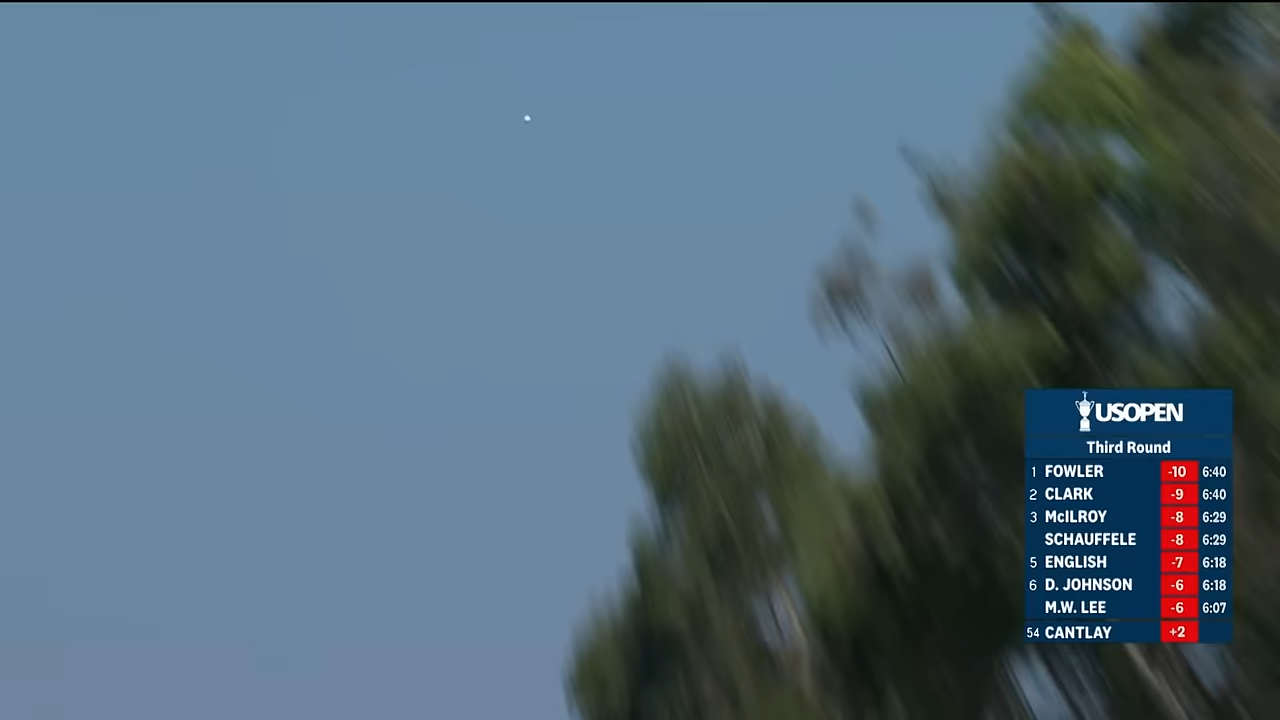 USOPEN
Third Round
1 FOWLER -10 6:40
2 CLARK -9 6:40
3 McILROY -8 6:29
SCHAUFFELE -8 6:29
5 ENGLISH -7 6:18
6 D. JOHNSON -6 6:18
M.W. LEE -6 6:07
54 CANTLAY +2